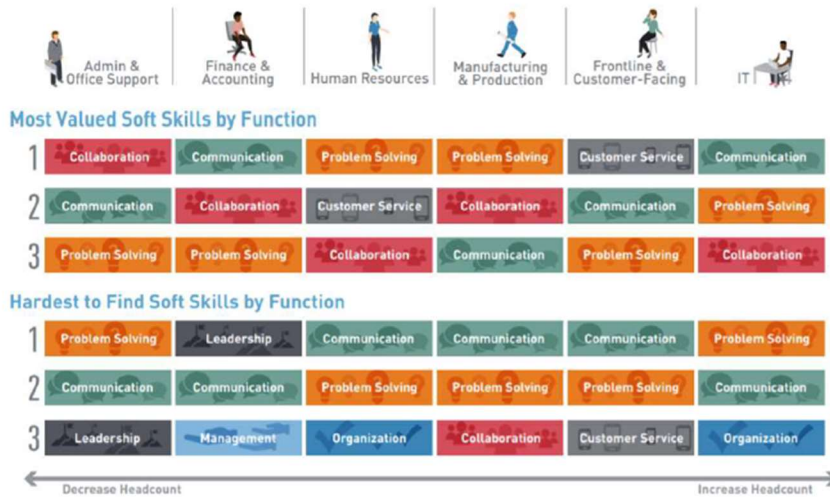 Admin &
Office Support
Finance &
Accounting
Human Resources
Manufacturing
& Production
Frontline &
Customer-Facing
IT
Most Valued Soft Skills by Function
1 Collaboration Communication Problem Solving Problem Solving Customer Service Communication
2 Communication Collaboration Customer Service Collaboration Communication Problem Solving
3 Problem Solving Problem Solving Collaboration Communication Problem Solving Collaboration
Hardest to Find Soft Skills by Function
1 Problem Solving Leadership Communication Communication Communication Problem Solving
2 Communication Communication Problem Solving Problem Solving Problem Solving Communication
3 Leadership Management Organization Collaboration Customer Service Organization
Decrease Headcount Increase Headcount